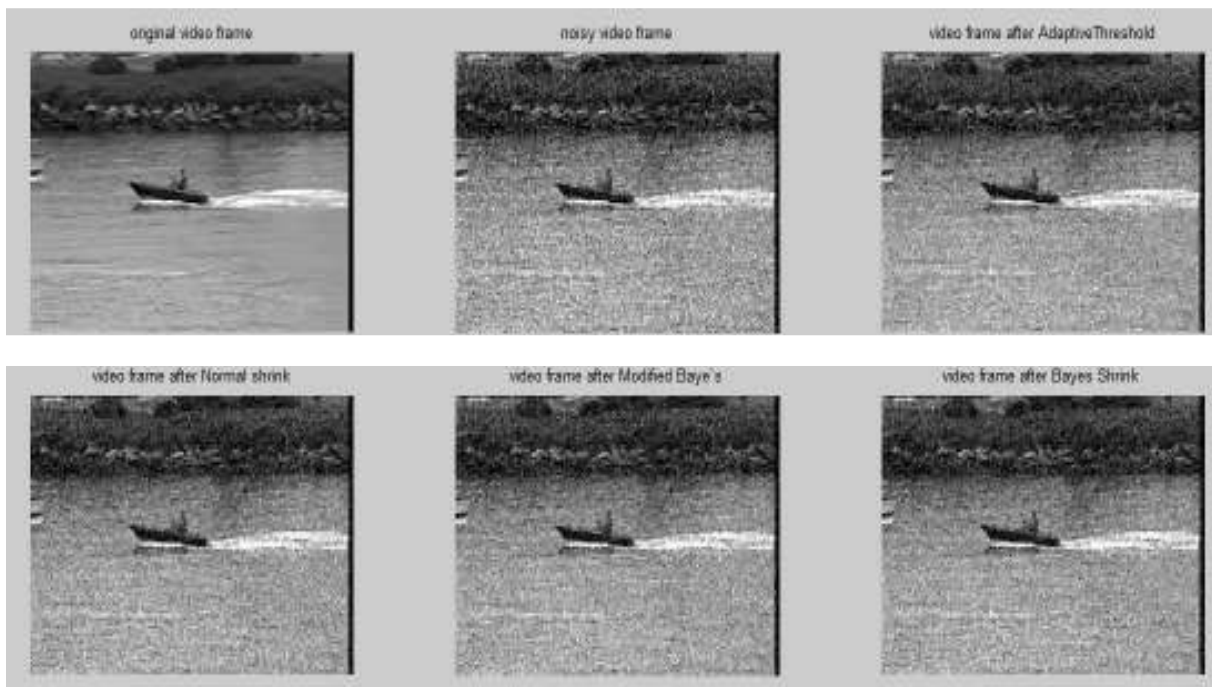 original video frame
noisy video frame
video frame after AdaptiveThreshold
video frame after Normal shrink
video frame after Modified Baye`s
video frame after Bayes Shrink